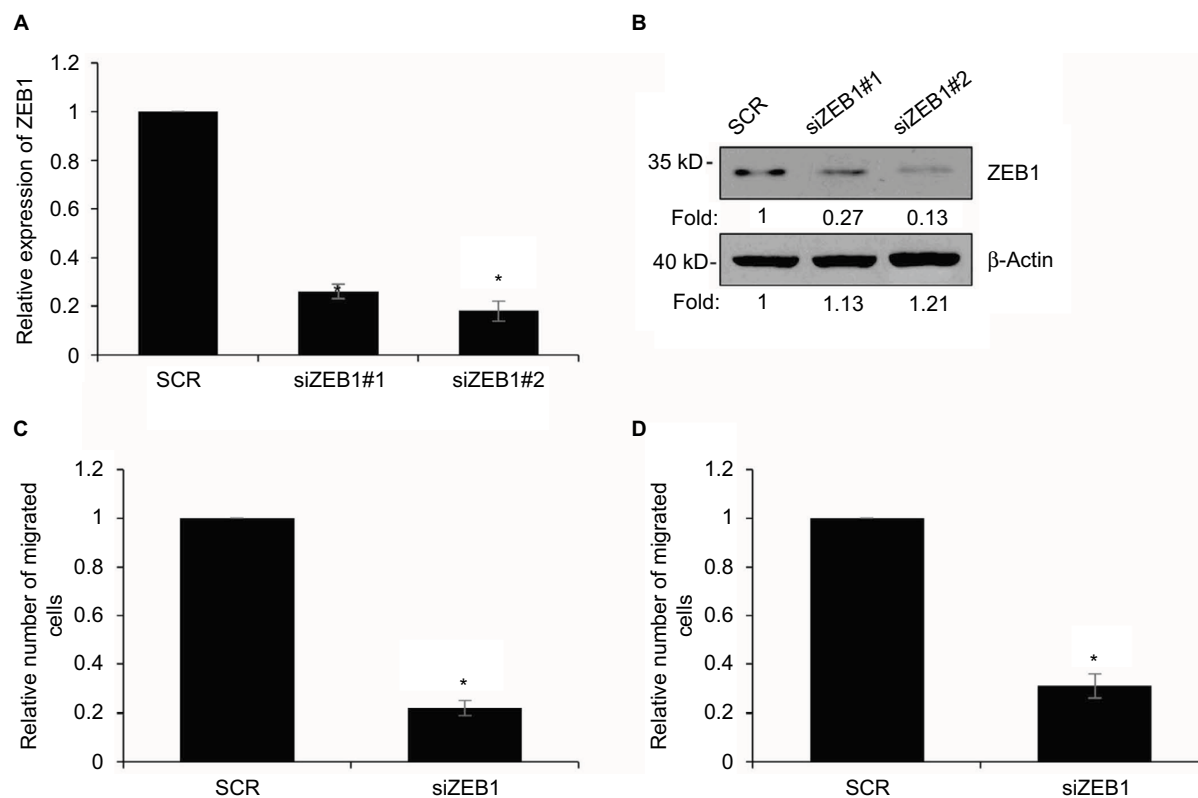 A
Relative expression of ZEB1
1.2
1
0.8
0.6
0.4
0.2
0
*
*
SCR
siZEB1#1
siZEB1#2
B
SCR
siZEB1#1
siZEB1#2
35 kD-
ZEB1
Fold: 1 0.27 0.13
40 kD-
β-Actin
Fold: 1 1.13 1.21
C
Relative number of migrated
cells
1.2
1
0.8
0.6
0.4
0.2
0
*
SCR
siZEB1
D
Relative number of migrated
cells
1.2
1
0.8
0.6
0.4
0.2
0
*
SCR
siZEB1